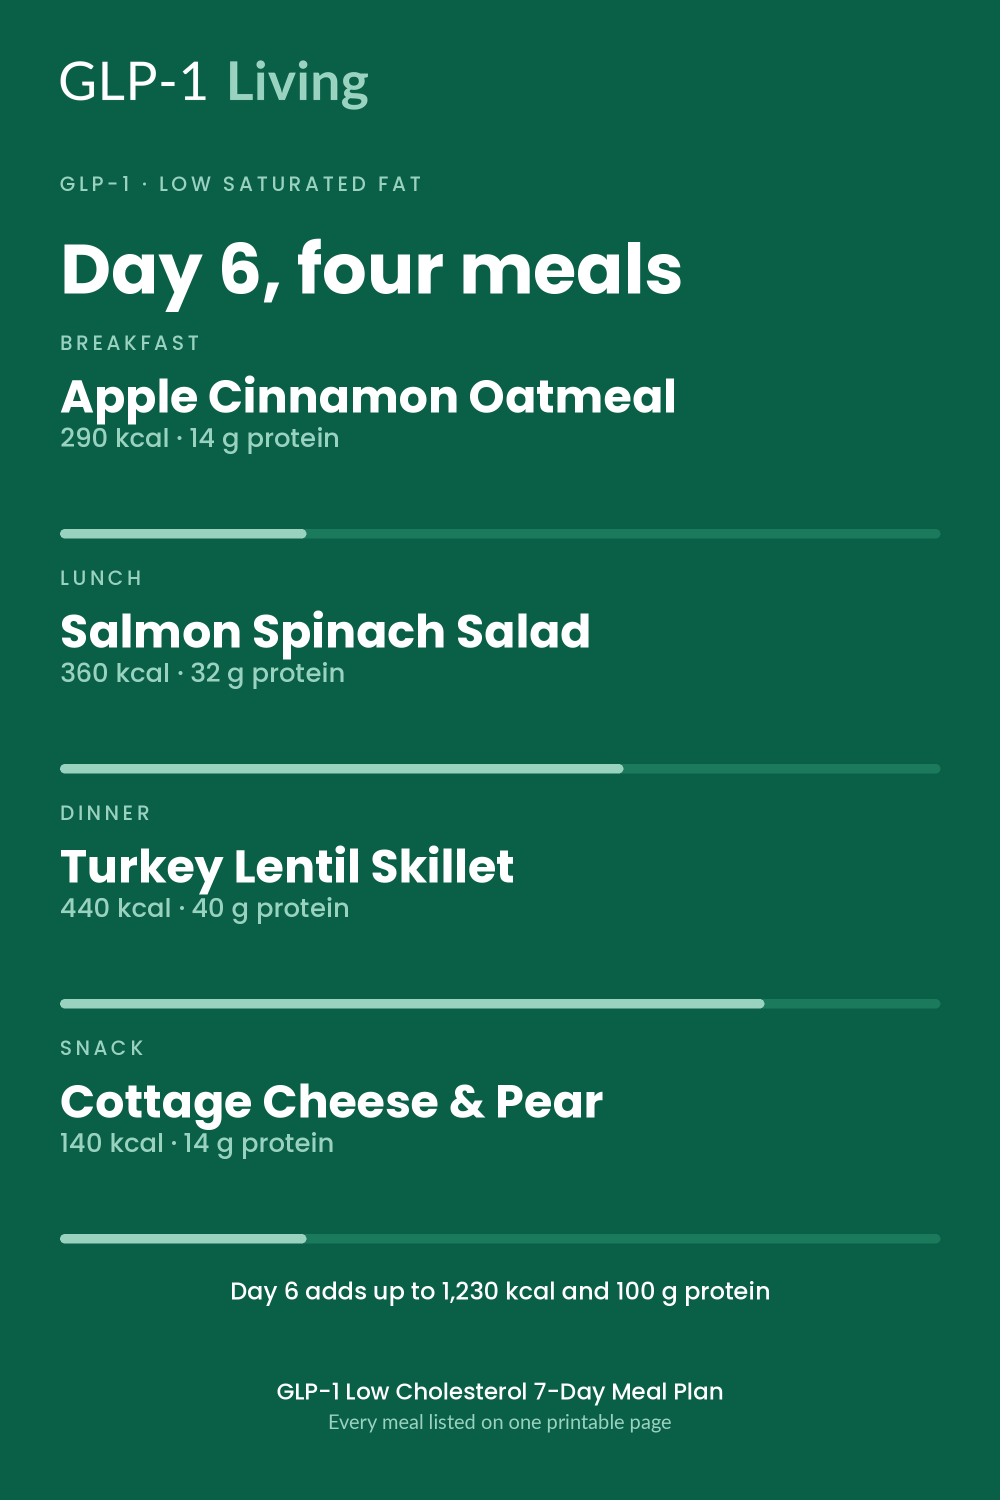 GLP-1 Living
GLP-1 · LOW SATURATED FAT
Day 6, four meals
BREAKFAST
Apple Cinnamon Oatmeal
290 kcal · 14 g protein
LUNCH
Salmon Spinach Salad
360 kcal · 32 g protein
DINNER
Turkey Lentil Skillet
440 kcal · 40 g protein
SNACK
Cottage Cheese & Pear
140 kcal · 14 g protein
Day 6 adds up to 1,230 kcal and 100 g protein
GLP-1 Low Cholesterol 7-Day Meal Plan
Every meal listed on one printable page